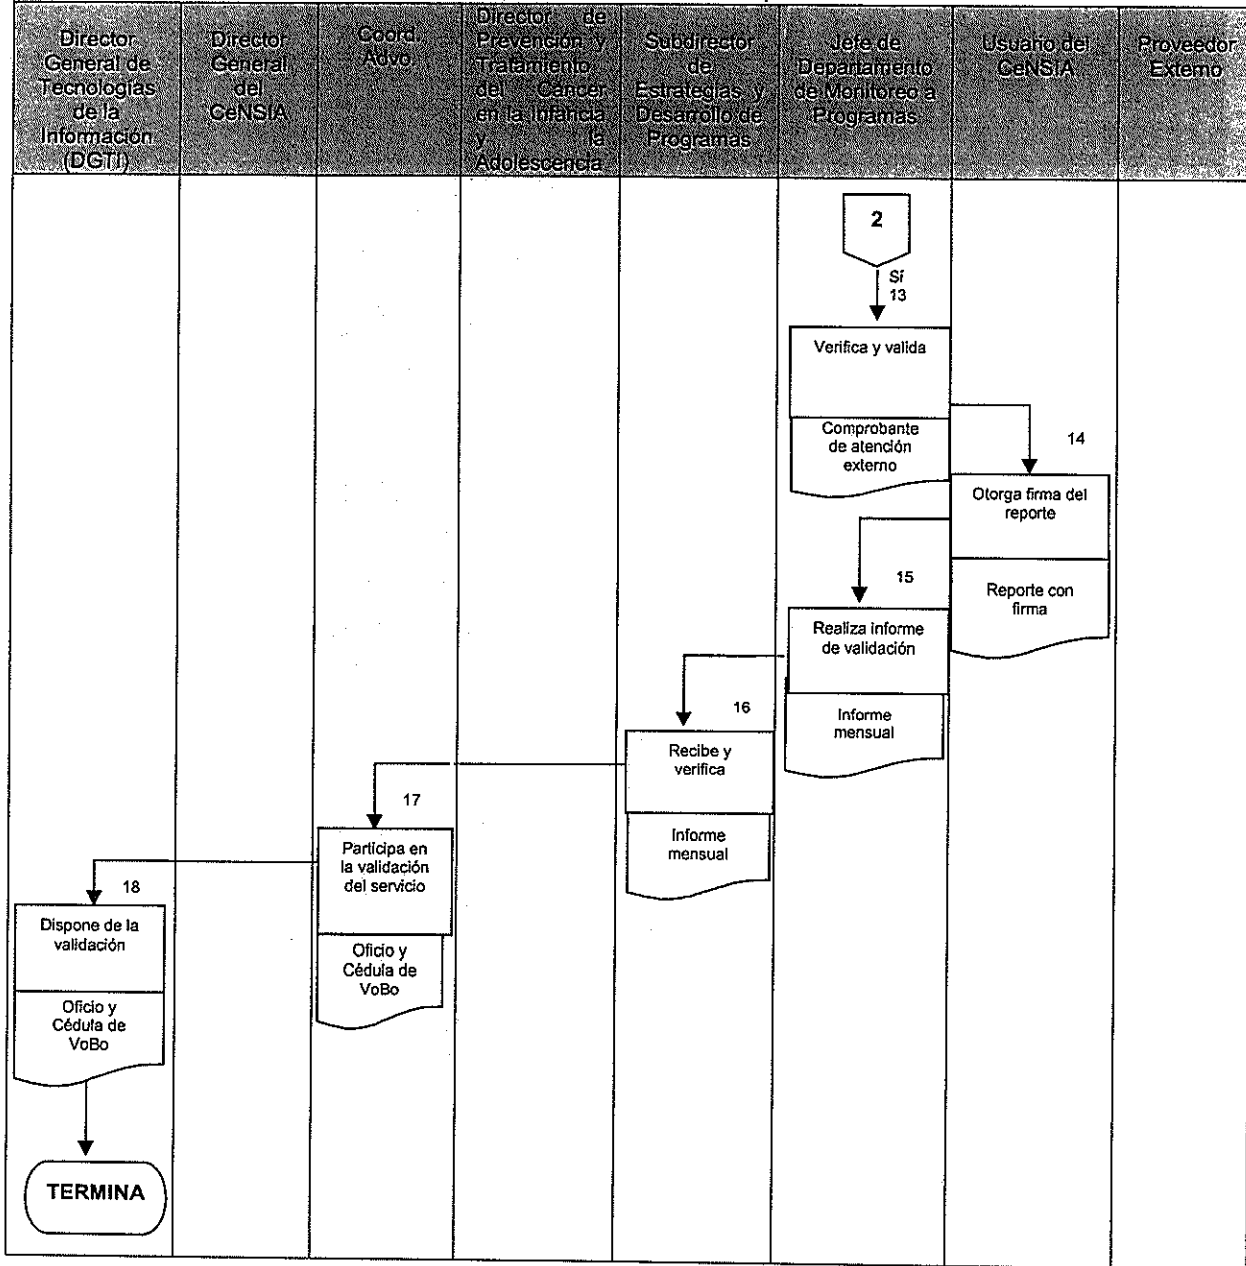 Director
General de
Tecnologías
de la
Información
(DGTI)
Director
General
del
CeNSIA
Coord.
Advo.
Director de
Prevención y
Tratamiento
del Cáncer
en la Infancia
y la
Adolescencia
Subdirector
de
Estrategias y
Desarrollo de
Programas
Jefe de
Departamento
de Monitoreo a
Programas
Usuario del
CeNSIA
Proveedor
Externo
2
Sí
13
Verifica y valida
Comprobante
de atención
externo
14
Otorga firma del
reporte
Reporte con
firma
15
Realiza informe
de validación
Informe
mensual
16
Recibe y
verifica
Informe
mensual
17
Participa en
la validación
del servicio
Oficio y
Cédula de
VoBo
18
Dispone de la
validación
Oficio y
Cédula de
VoBo
TERMINA